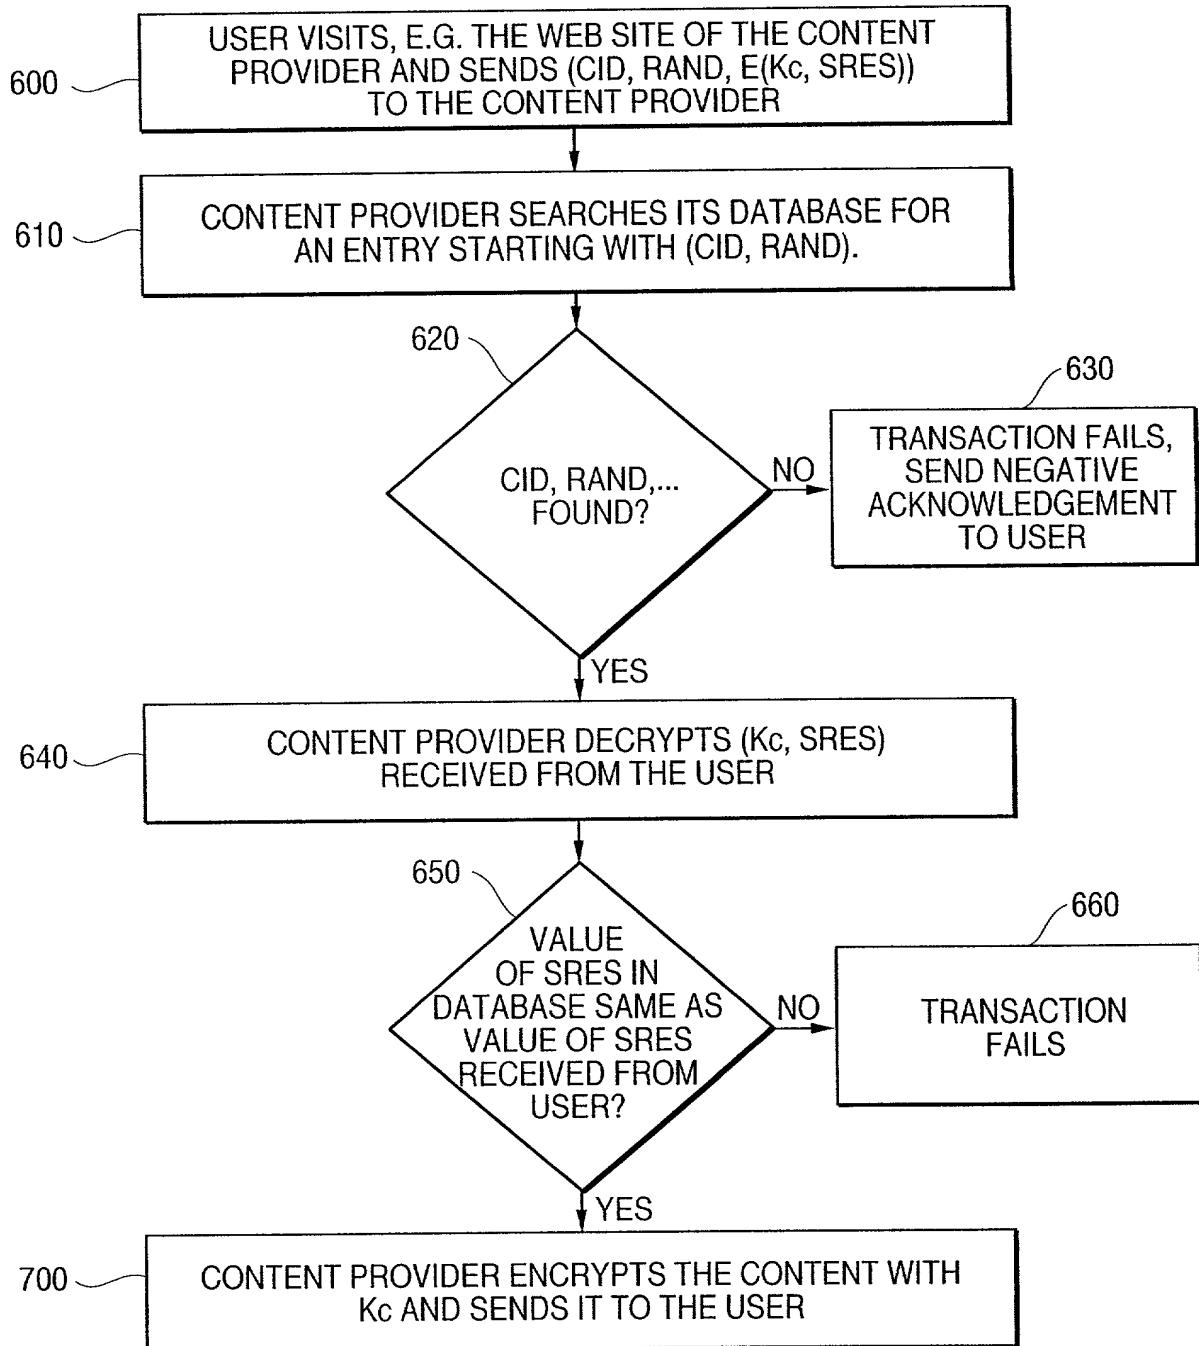 USER VISITS, E.G. THE WEB SITE OF THE CONTENT
PROVIDER AND SENDS (CID, RAND, E(Kc, SRES))
TO THE CONTENT PROVIDER
600
CONTENT PROVIDER SEARCHES ITS DATABASE FOR
AN ENTRY STARTING WITH (CID, RAND).
610
620
CID, RAND,...
FOUND?
NO
630
TRANSACTION FAILS,
SEND NEGATIVE
ACKNOWLEDGEMENT
TO USER
YES
CONTENT PROVIDER DECRYPTS (Kc, SRES)
RECEIVED FROM THE USER
640
650
VALUE
OF SRES IN
DATABASE SAME AS
VALUE OF SRES
RECEIVED FROM
USER?
NO
660
TRANSACTION
FAILS
YES
CONTENT PROVIDER ENCRYPTS THE CONTENT WITH
Kc AND SENDS IT TO THE USER
700